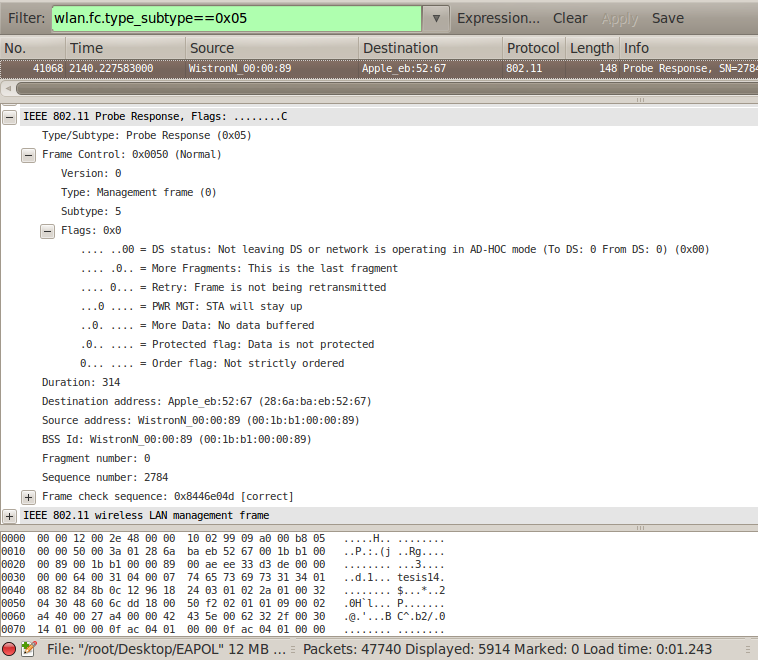 Filter: wlan.fc.type_subtype==0x05 Expression... Clear Apply Save
No. Time Source Destination Protocol Length Info
41068 2140.227583000 WistronN_00:00:89 Apple_eb:52:67 802.11 148 Probe Response, SN=2784
IEEE 802.11 Probe Response, Flags: ........C
Type/Subtype: Probe Response (0x05)
Frame Control: 0x0050 (Normal)
Version: 0
Type: Management frame (0)
Subtype: 5
Flags: 0x0
.... ..00 = DS status: Not leaving DS or network is operating in AD-HOC mode (To DS: 0 From DS: 0) (0x00)
.... .0.. = More Fragments: This is the last fragment
.... 0... = Retry: Frame is not being retransmitted
...0 .... = PWR MGT: STA will stay up
..0. .... = More Data: No data buffered
.0.. .... = Protected flag: Data is not protected
0... .... = Order flag: Not strictly ordered
Duration: 314
Destination address: Apple_eb:52:67 (28:6a:ba:eb:52:67)
Source address: WistronN_00:00:89 (00:1b:b1:00:00:89)
BSS Id: WistronN_00:00:89 (00:1b:b1:00:00:89)
Fragment number: 0
Sequence number: 2784
Frame check sequence: 0x8446e04d [correct]
IEEE 802.11 wireless LAN management frame
0000 00 00 12 00 2e 48 00 00 10 02 99 09 a0 00 b8 05 .....H.. ........
0010 00 00 50 00 3a 01 28 6a ba eb 52 67 00 1b b1 00 ..P.:.(j ..Rg....
0020 00 89 00 1b b1 00 00 89 00 ae ee 33 d3 de 00 00 ........ ...3....
0030 00 00 64 00 31 04 00 07 74 65 73 69 73 31 34 01 ..d.1... tesis14.
0040 08 82 84 8b 0c 12 96 18 24 03 01 02 2a 01 00 32 ........ $...*..2
0050 04 30 48 60 6c dd 18 00 50 f2 02 01 01 09 00 02 .0H`l... P.......
0060 a4 40 00 27 a4 00 00 42 43 5e 00 62 32 2f 00 30 .@.'...B C^.b2/.0
0070 14 01 00 00 0f ac 04 01 00 00 0f ac 04 01 00 00 ........ ........
File: "/root/Desktop/EAPOL" 12 MB ... Packets: 47740 Displayed: 5914 Marked: 0 Load time: 0:01.243